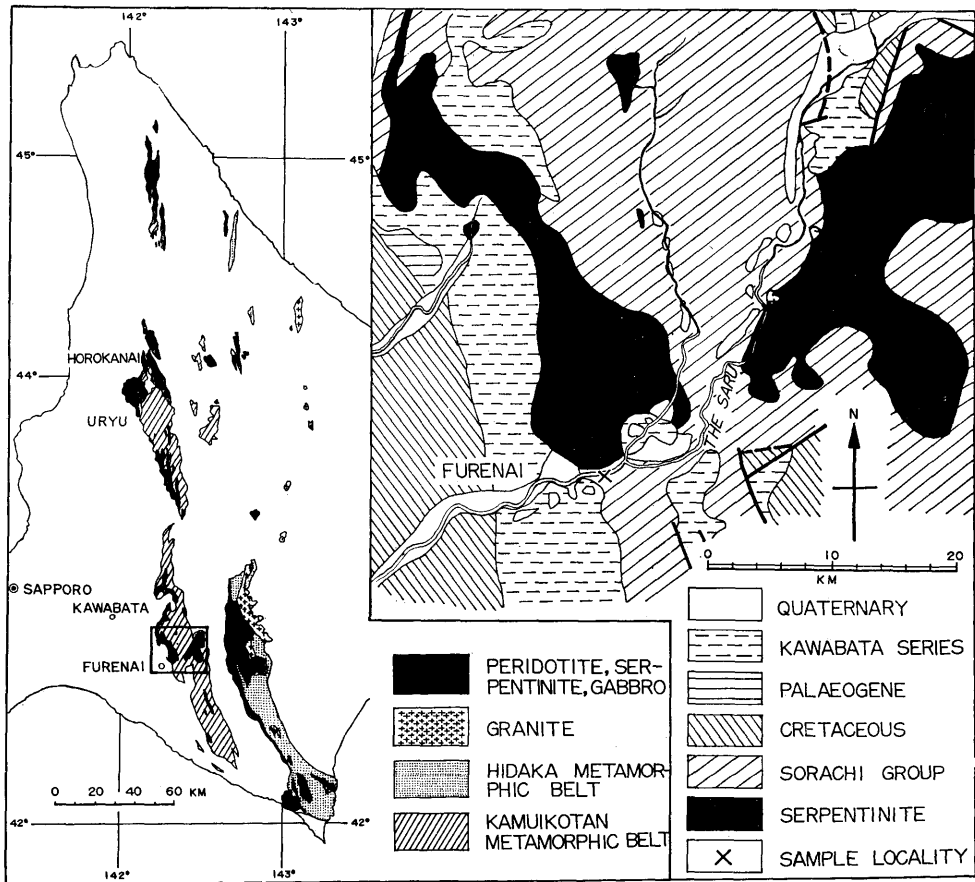 142°
143°
45°
45°
HOROKANAI
44°
URYU
SAPPORO
KAWABATA
FURENAI
0 20 40 60 KM
42°
42°
142°
143°
PERIDOTITE, SER-
PENTINITE, GABBRO
GRANITE
HIDAKA METAMOR-
PHIC BELT
KAMUIKOTAN
METAMORPHIC BELT
FURENAI
THE SARU
N
0 10 20
KM
QUATERNARY
KAWABATA SERIES
PALAEOGENE
CRETACEOUS
SORACHI GROUP
SERPENTINITE
SAMPLE LOCALITY